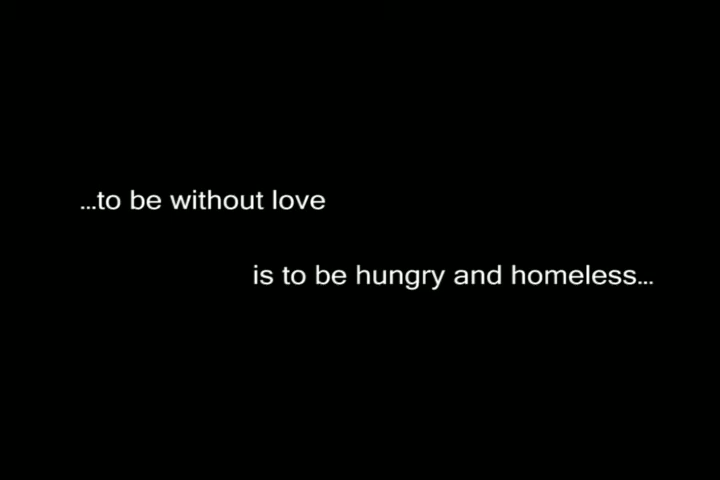 ...to be without love
is to be hungry and homeless...